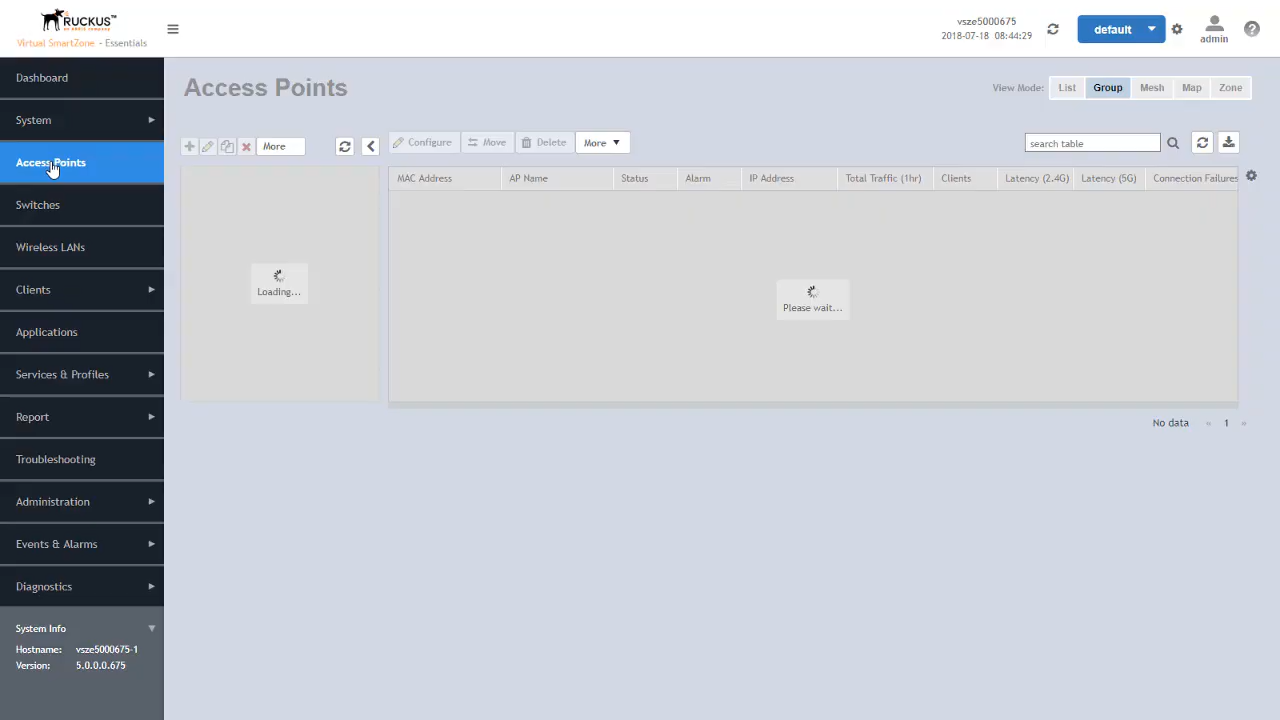 RUCKUS™
Virtual SmartZone - Essentials
vsze5000675
2018-07-18 08:44:29
default
admin
?
Dashboard
System
Access Points
Switches
Wireless LANs
Clients
Applications
Services & Profiles
Report
Troubleshooting
Administration
Events & Alarms
Diagnostics
System Info
Hostname: vsze5000675-1
Version: 5.0.0.0.675
Access Points
View Mode: List Group Mesh Map Zone
More
Configure Move Delete More
search table
MAC Address AP Name Status Alarm IP Address Total Traffic (1hr) Clients Latency (2.4G) Latency (5G) Connection Failures
Loading...
Please wait...
No data « 1 »